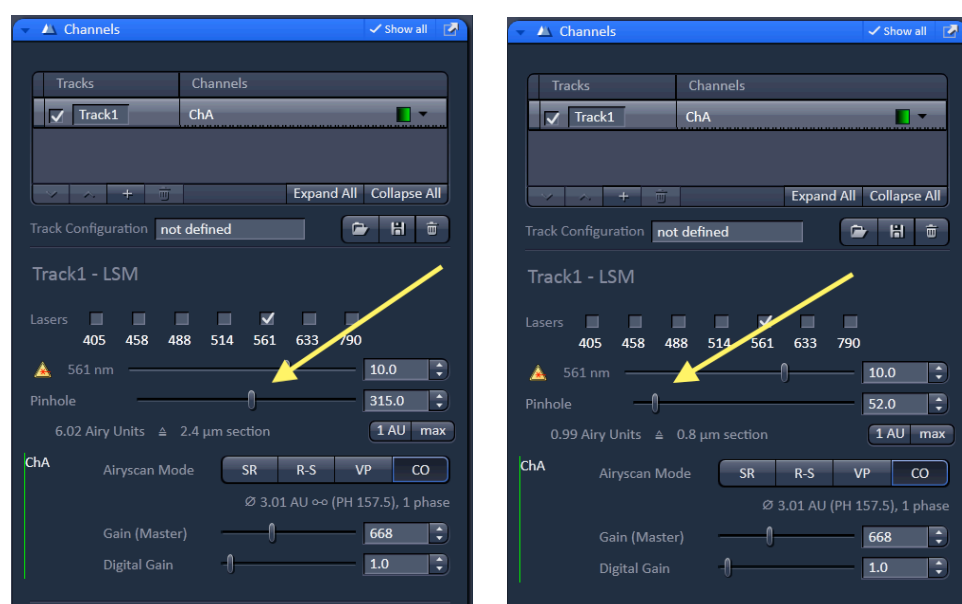 Channels
Show all
Tracks Channels
Track1 ChA
Expand All Collapse All
Track Configuration not defined
Track1 - LSM
Lasers
405 458 488 514 561 633 790
561 nm 10.0
Pinhole 315.0
6.02 Airy Units ≙ 2.4 µm section 1 AU max
ChA
Airyscan Mode SR R-S VP CO
Ø 3.01 AU (PH 157.5), 1 phase
Gain (Master) 668
Digital Gain 1.0
Channels
Show all
Tracks Channels
Track1 ChA
Expand All Collapse All
Track Configuration not defined
Track1 - LSM
Lasers
405 458 488 514 561 633 790
561 nm 10.0
Pinhole 52.0
0.99 Airy Units ≙ 0.8 µm section 1 AU max
ChA
Airyscan Mode SR R-S VP CO
Ø 3.01 AU (PH 157.5), 1 phase
Gain (Master) 668
Digital Gain 1.0